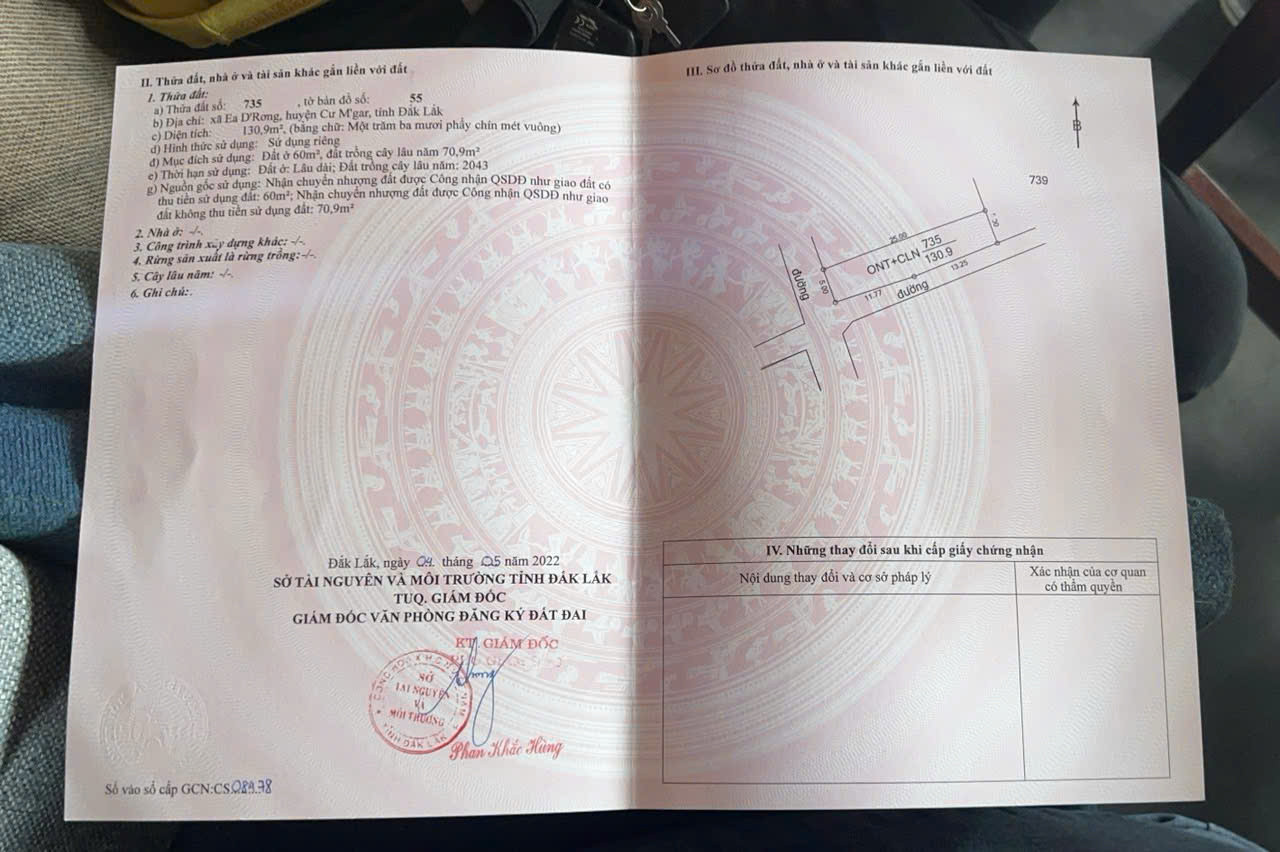 II. Thửa đất, nhà ở và tài sản khác gắn liền với đất
1. Thửa đất:
a) Thửa đất số: 735 , tờ bản đồ số: 55
b) Địa chỉ: xã Ea D'Rơng, huyện Cư M'gar, tỉnh Đắk Lắk
c) Diện tích: 130,9m², (bằng chữ: Một trăm ba mươi phẩy chín mét vuông)
d) Hình thức sử dụng: Sử dụng riêng
đ) Mục đích sử dụng: Đất ở 60m², đất trồng cây lâu năm 70,9m²
e) Thời hạn sử dụng: Đất ở: Lâu dài; Đất trồng cây lâu năm: 2043
g) Nguồn gốc sử dụng: Nhận chuyển nhượng đất được Công nhận QSDĐ như giao đất có
thu tiền sử dụng đất: 60m²; Nhận chuyển nhượng đất được Công nhận QSDĐ như giao
đất không thu tiền sử dụng đất: 70,9m²
2. Nhà ở: -/-.
3. Công trình xây dựng khác: -/-.
4. Rừng sản xuất là rừng trồng: -/-.
5. Cây lâu năm: -/-.
6. Ghi chú:.
Đắk Lắk, ngày 04 tháng 05 năm 2022
SỞ TÀI NGUYÊN VÀ MÔI TRƯỜNG TỈNH ĐẮK LẮK
TUQ. GIÁM ĐỐC
GIÁM ĐỐC VĂN PHÒNG ĐĂNG KÝ ĐẤT ĐAI
KT. GIÁM ĐỐC
SỞ
TÀI NGUYÊN
VÀ
MÔI TRƯỜNG
TỈNH ĐẮK LẮK
Phan Khắc Hùng
Số vào sổ cấp GCN:CS.08978
III. Sơ đồ thửa đất, nhà ở và tài sản khác gắn liền với đất
B
739
25.00
735
ONT+CLN
130.9
5.00
11.77
13.25
đường
đường
IV. Những thay đổi sau khi cấp giấy chứng nhận
Nội dung thay đổi và cơ sở pháp lý
Xác nhận của cơ quan
có thẩm quyền